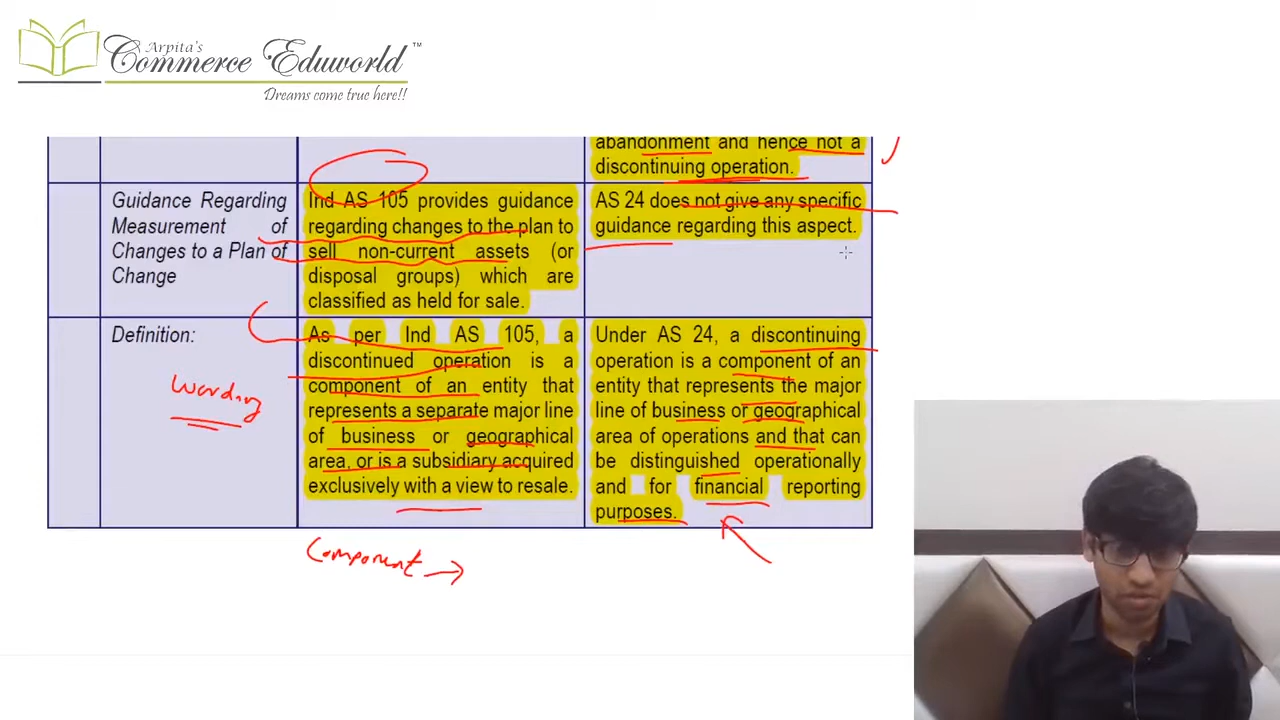 Arpita's
Commerce Eduworld™
Dreams come true here!!
abandonment and hence not a
discontinuing operation.
Guidance Regarding
Measurement of
Changes to a Plan of
Change
Ind AS 105 provides guidance
regarding changes to the plan to
sell non-current assets (or
disposal groups) which are
classified as held for sale.
AS 24 does not give any specific
guidance regarding this aspect.
Definition:
wording
As per Ind AS 105, a
discontinued operation is a
component of an entity that
represents a separate major line
of business or geographical
area, or is a subsidiary acquired
exclusively with a view to resale.
Under AS 24, a discontinuing
operation is a component of an
entity that represents the major
line of business or geographical
area of operations and that can
be distinguished operationally
and for financial reporting
purposes.
Component →